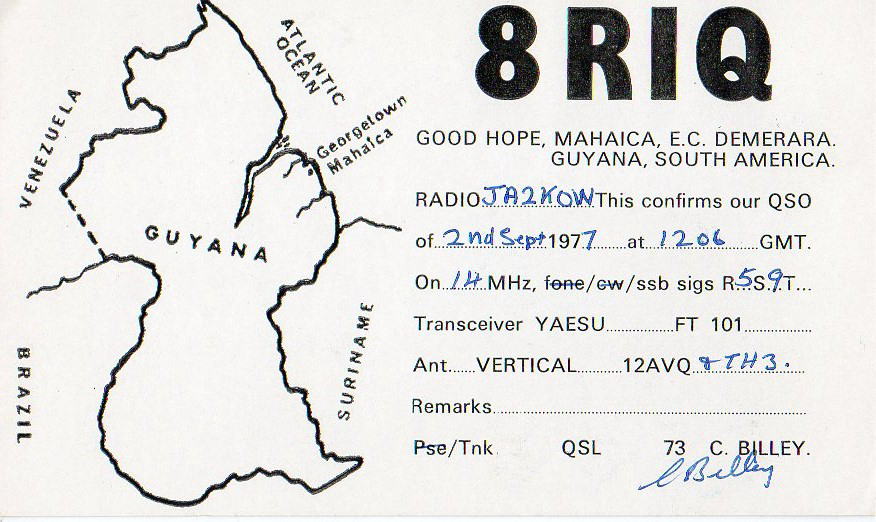 8RIQ
ATLANTIC
OCEAN
Georgetown
Mahaica
VENEZUELA
GUYANA
SURINAME
BRAZIL
GOOD HOPE, MAHAICA, E.C. DEMERARA.
GUYANA, SOUTH AMERICA.
RADIO JA2KOW This confirms our QSO
of 2nd Sept 1977 at 1206 GMT.
On 14 MHz, fone/cw/ssb sigs R 5 S 9 T...
Transceiver YAESU FT 101
Ant. VERTICAL 12AVQ & TH3.
Remarks
Pse/Tnk QSL 73 C. BILLEY.
C Billey